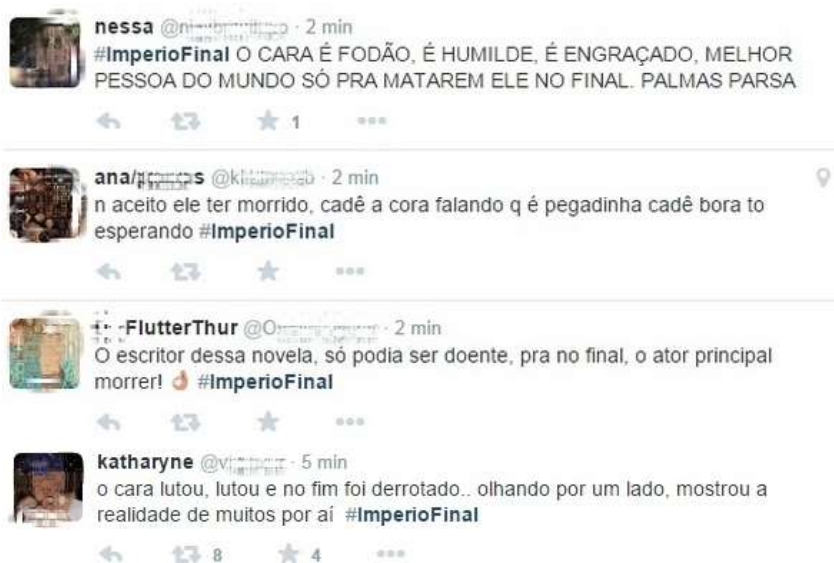 nessa · 2 min
#ImperioFinal O CARA É FODÃO, É HUMILDE, É ENGRAÇADO, MELHOR
PESSOA DO MUNDO SÓ PRA MATAREM ELE NO FINAL. PALMAS PARSA
1
· 2 min
n aceito ele ter morrido, cadê a cora falando q é pegadinha cadê bora to
esperando #ImperioFinal
FlutterThur · 2 min
O escritor dessa novela, só podia ser doente, pra no final, o ator principal
morrer! 👌 #ImperioFinal
katharyne · 5 min
o cara lutou, lutou e no fim foi derrotado.. olhando por um lado, mostrou a
realidade de muitos por aí #ImperioFinal
8 4